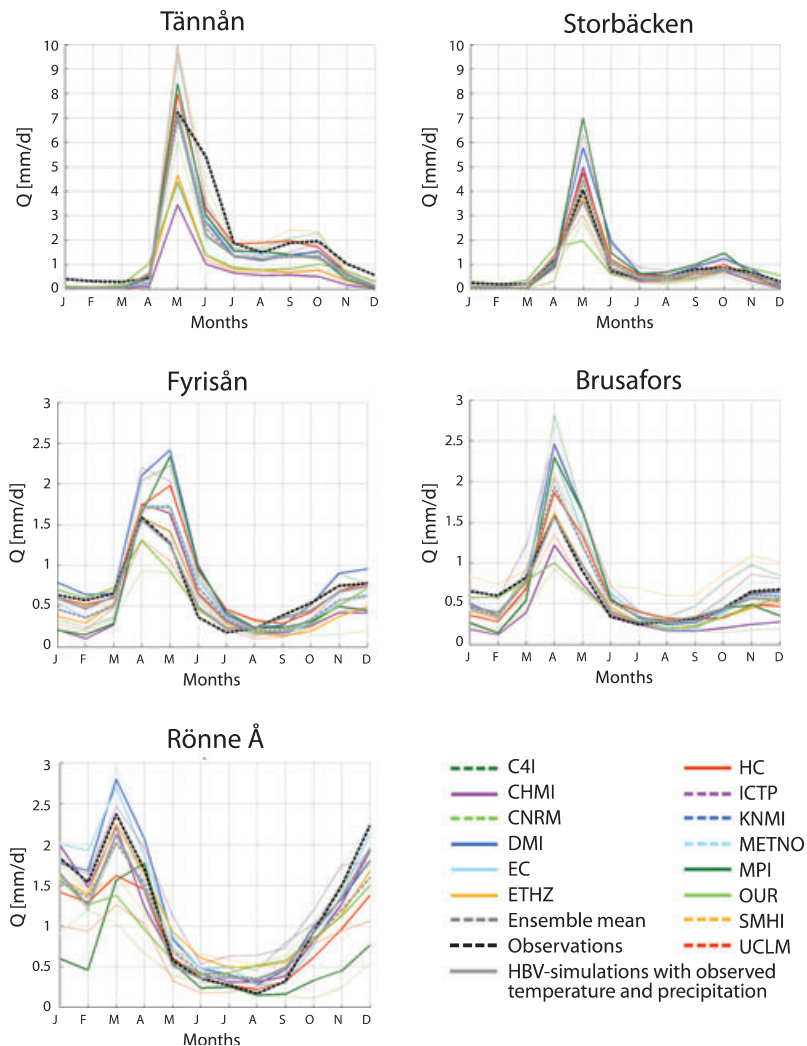 Tännån
10
9
8
7
6
5
4
3
2
1
0
Q [mm/d]
J F M A M J J A S O N D
Months
Storbäcken
10
9
8
7
6
5
4
3
2
1
0
Q [mm/d]
J F M A M J J A S O N D
Months
Fyrisån
3
2.5
2
1.5
1
0.5
0
Q [mm/d]
J F M A M J J A S O N D
Months
Brusafors
3
2.5
2
1.5
1
0.5
0
Q [mm/d]
J F M A M J J A S O N D
Months
Rönne Å
3
2.5
2
1.5
1
0.5
0
Q [mm/d]
J F M A M J J A S O N D
Months
C4I
CHMI
CNRM
DMI
EC
ETHZ
Ensemble mean
Observations
HBV-simulations with observed
temperature and precipitation
HC
ICTP
KNMI
METNO
MPI
OUR
SMHI
UCLM